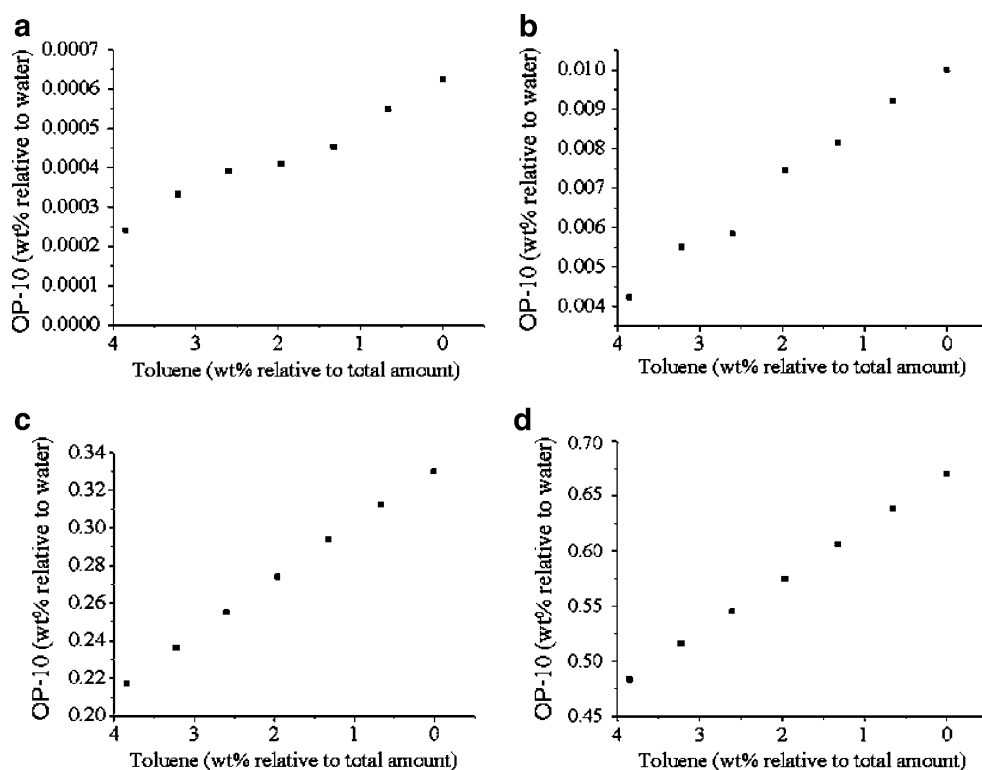 a
OP-10 (wt% relative to water)
0.0007
0.0006
0.0005
0.0004
0.0003
0.0002
0.0001
0.0000
4 3 2 1 0
Toluene (wt% relative to total amount)
b
OP-10 (wt% relative to water)
0.010
0.009
0.008
0.007
0.006
0.005
0.004
4 3 2 1 0
Toluene (wt% relative to total amount)
c
OP-10 (wt% relative to water)
0.34
0.32
0.30
0.28
0.26
0.24
0.22
0.20
4 3 2 1 0
Toluene (wt% relative to total amount)
d
OP-10 (wt% relative to water)
0.70
0.65
0.60
0.55
0.50
0.45
4 3 2 1 0
Toluene (wt% relative to total amount)